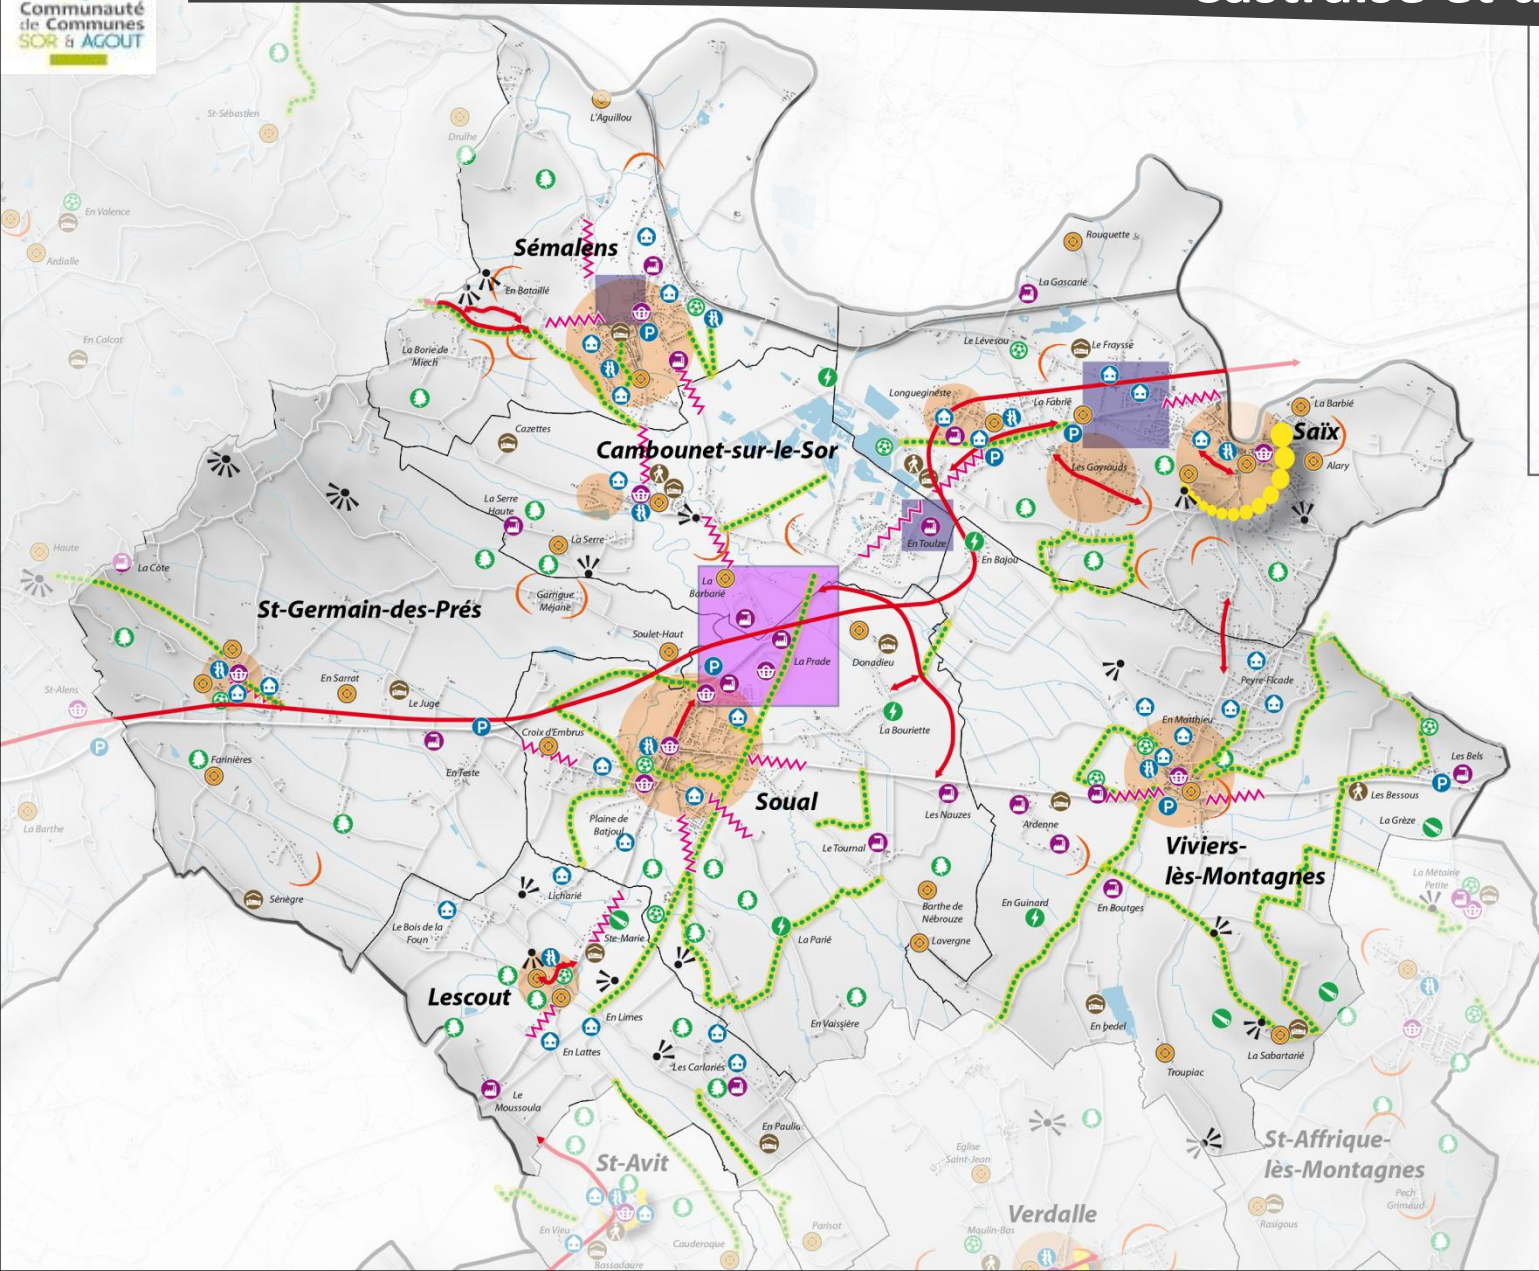 Communauté
de Communes
SOR & AGOUT
St-Sébastien
Drulhe
L'Aguillou
En Valence
Ardialle
Sémalens
Rouquette
La Gascarié
En Bataillé
En Calcat
La Borie de
Miech
Le Lévesou
Le Fraysse
Longuegineste
La Fabrié
La Barbié
Saïx
Cazettes
Cambounet-sur-le-Sor
Les Gayrauds
Alary
La Serre
Haute
La Serre
En Toulze
En Bajou
Haute
La Côte
La
Barbarié
Garrigue
Méjane
St-Germain-des-Prés
Soulet-Haut
La Prade
Donadieu
Peyre-Ficade
St-Alens
En Sarrat
Le Juge
En Matthieu
La Bouriette
Croix d'Embrus
Farinières
En Teste
Les Bels
Les Bessous
Soual
Les Nauzes
Ardenne
La Barthe
Plaine de
Batjoul
La Grèze
Le Tournal
Viviers-
lès-Montagnes
La Métairie
Petite
Licharié
Sénègre
En Guinard
En Boutges
Barthe de
Nébrouze
Le Bois de la
Foun
Ste-Marie
La Parié
Lavergne
Lescout
En Limes
En Vaissière
En bedel
En Lattes
La Sabartarié
Les Carlariés
Troupiac
Le
Moussoula
En Paulia
St-Avit
Eglise
Saint-Jean
St-Affrique-
lès-Montagnes
Pech
Grimaud
Verdalle
Rasigous
En Vieu
Parisot
Moulin-Bas
Cauderoque
Bassadaure